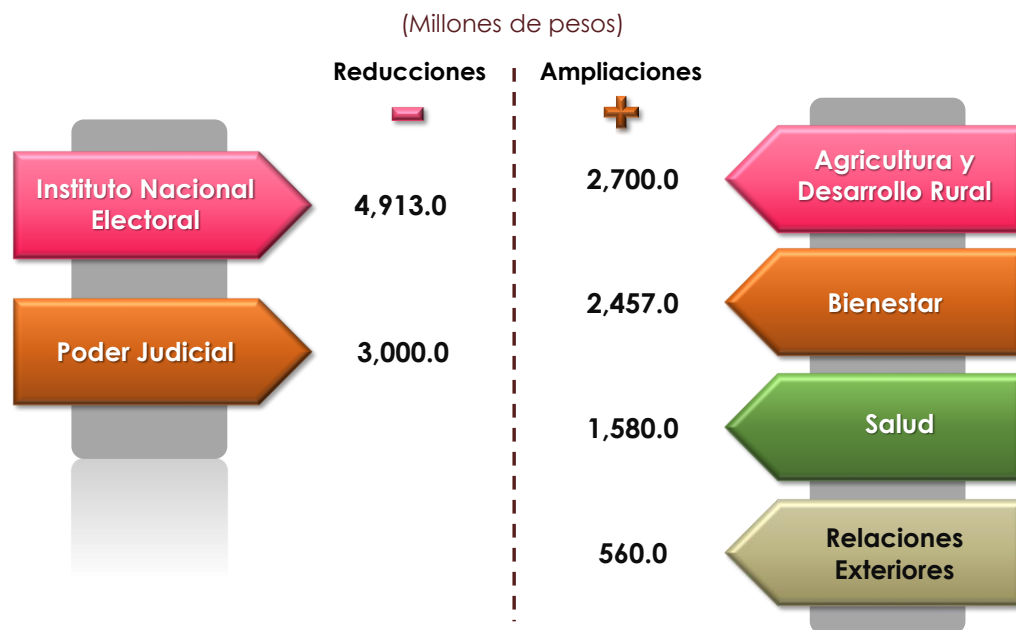 (Millones de pesos)
Reducciones
Instituto Nacional
Electoral
4,913.0
Poder Judicial
3,000.0
Ampliaciones
2,700.0
Agricultura y
Desarrollo Rural
2,457.0
Bienestar
1,580.0
Salud
560.0
Relaciones
Exteriores